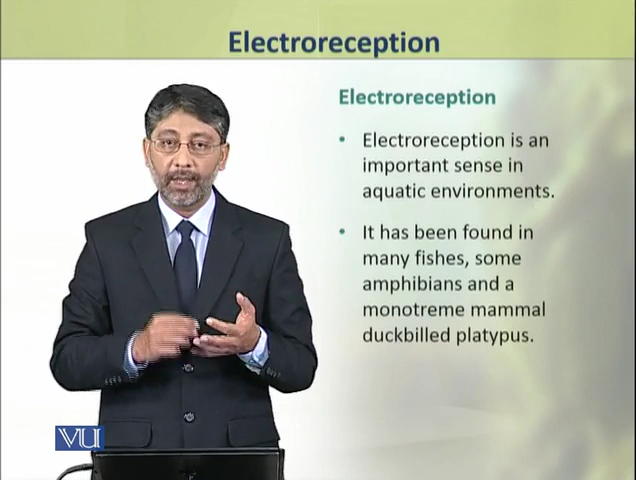 Electroreception
Electroreception
• Electroreception is an
important sense in
aquatic environments.
• It has been found in
many fishes, some
amphibians and a
monotreme mammal
duckbilled platypus.
VU